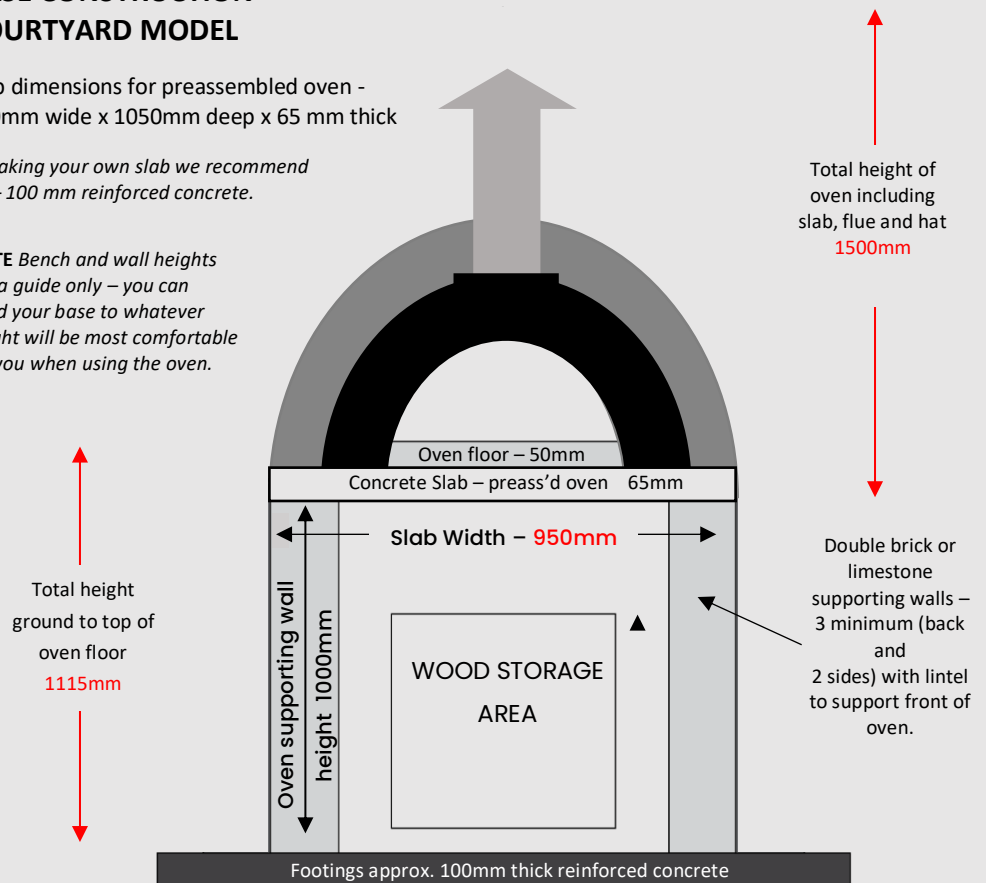 OURTYARD MODEL
dimensions for preassembled oven -
mm wide x 1050mm deep x 65 mm thick
aking your own slab we recommend
- 100 mm reinforced concrete.
TE Bench and wall heights
a guide only – you can
d your base to whatever
ght will be most comfortable
you when using the oven.
Total height of
oven including
slab, flue and hat
1500mm
Oven floor – 50mm
Concrete Slab – preass'd oven 65mm
Slab Width – 950mm
Oven supporting wall
height 1000mm
Total height
ground to top of
oven floor
1115mm
WOOD STORAGE
AREA
Double brick or
limestone
supporting walls –
3 minimum (back
and
2 sides) with lintel
to support front of
oven.
Footings approx. 100mm thick reinforced concrete